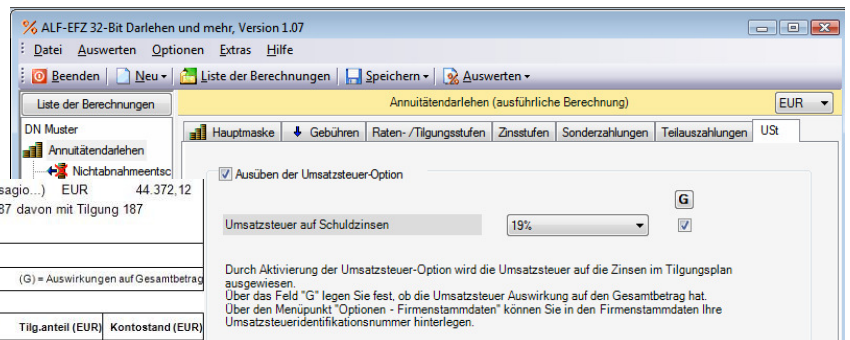 ALF-EFZ 32-Bit Darlehen und mehr, Version 1.07
Datei Auswerten Optionen Extras Hilfe
Beenden Neu Liste der Berechnungen Speichern Auswerten
Liste der Berechnungen
Annuitätendarlehen (ausführliche Berechnung)
EUR
DN Muster
Annuitätendarlehen
Nichtabnahmeentsc
Hauptmaske Gebühren Raten- /Tilgungsstufen Zinsstufen Sonderzahlungen Teilauszahlungen USt
Ausüben der Umsatzsteuer-Option
sagio...) EUR 44.372,12
87 davon mit Tilgung 187
G
Umsatzsteuer auf Schuldzinsen 19%
(G) = Auswirkungen auf Gesamtbetrag
Durch Aktivierung der Umsatzsteuer-Option wird die Umsatzsteuer auf die Zinsen im Tilgungsplan
ausgewiesen.
Über das Feld "G" legen Sie fest, ob die Umsatzsteuer Auswirkung auf den Gesamtbetrag hat.
Über den Menüpunkt "Optionen - Firmenstammdaten" können Sie in den Firmenstammdaten Ihre
Umsatzsteueridentifikationsnummer hinterlegen.
Tilg.anteil (EUR) Kontostand (EUR)